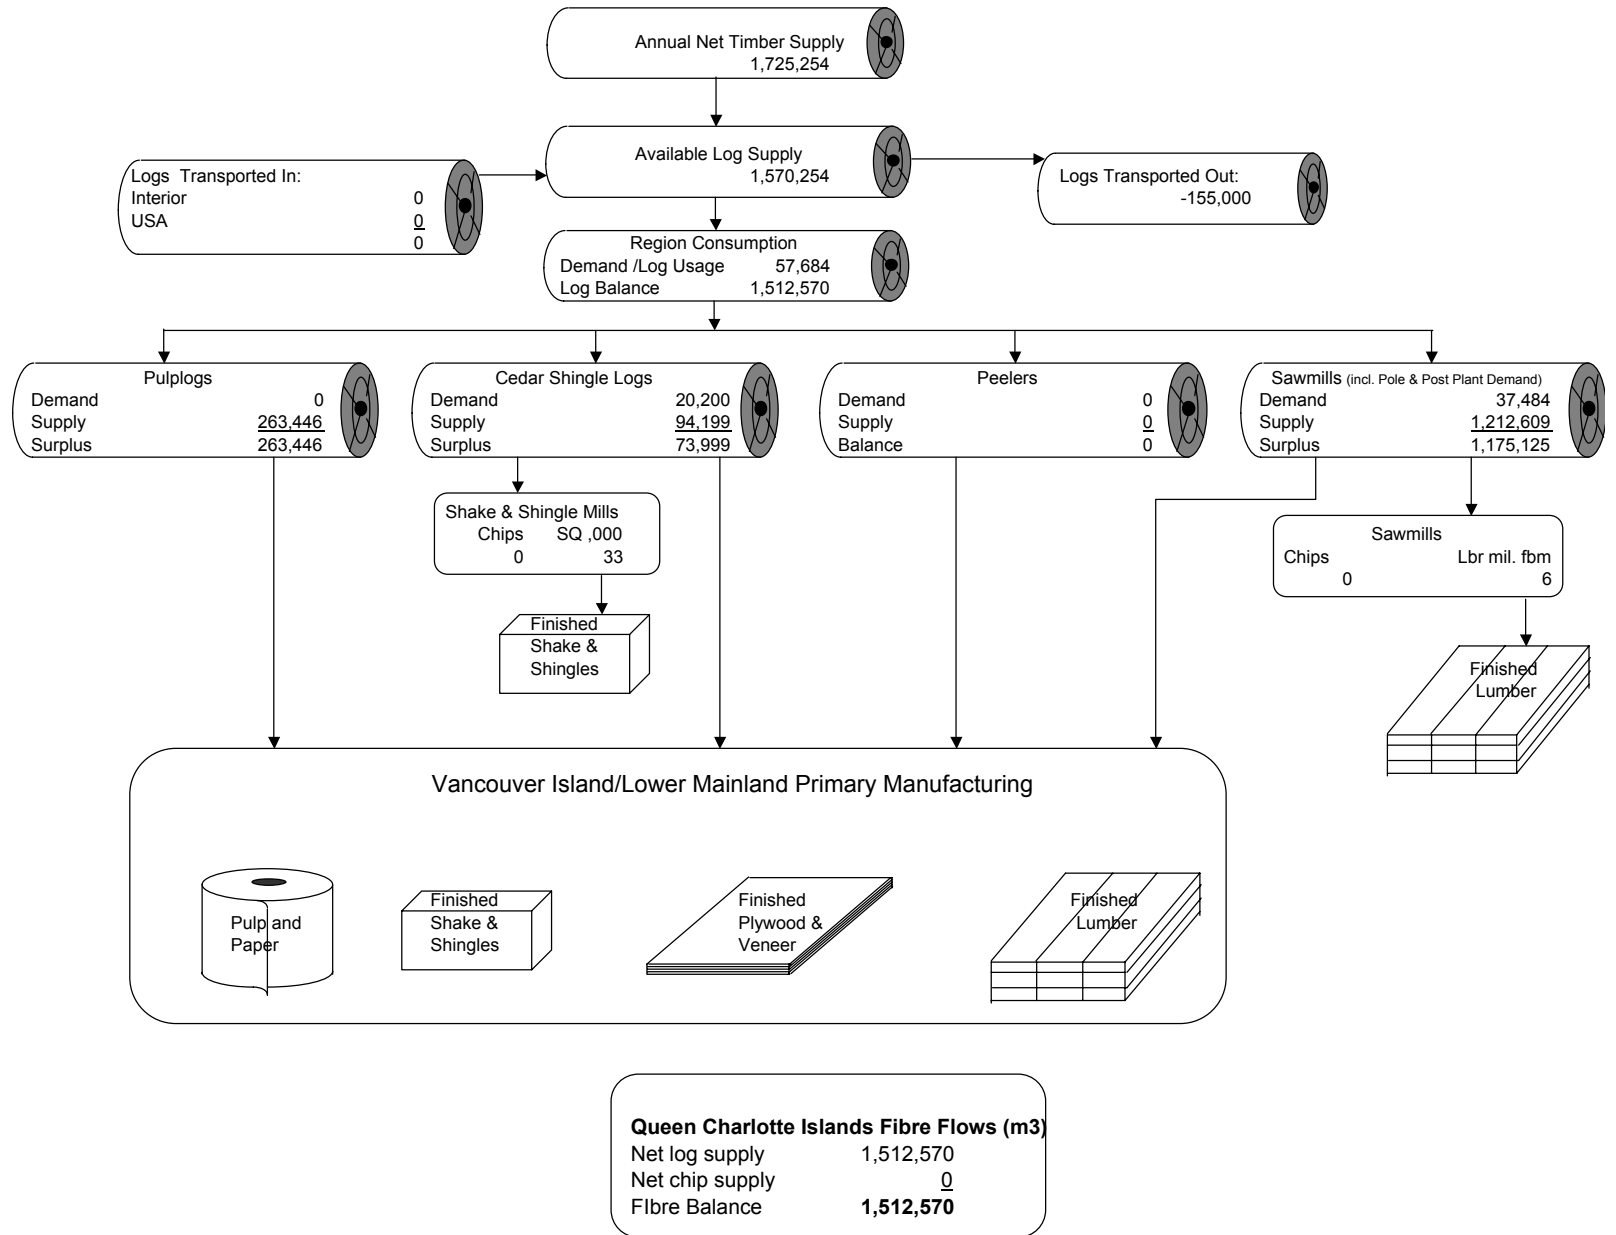 Annual Net Timber Supply
1,725,254
Available Log Supply
1,570,254
Logs Transported In:
Interior 0
USA 0
0
Logs Transported Out:
-155,000
Region Consumption
Demand /Log Usage 57,684
Log Balance 1,512,570
Pulplogs
Demand 0
Supply 263,446
Surplus 263,446
Cedar Shingle Logs
Demand 20,200
Supply 94,199
Surplus 73,999
Peelers
Demand 0
Supply 0
Balance 0
Sawmills (incl. Pole & Post Plant Demand)
Demand 37,484
Supply 1,212,609
Surplus 1,175,125
Shake & Shingle Mills
Chips SQ ,000
0 33
Finished
Shake &
Shingles
Sawmills
Chips Lbr mil. fbm
0 6
Finished
Lumber
Vancouver Island/Lower Mainland Primary Manufacturing
Pulp and
Paper
Finished
Shake &
Shingles
Finished
Plywood &
Veneer
Finished
Lumber
Queen Charlotte Islands Fibre Flows (m3)
Net log supply 1,512,570
Net chip supply 0
FIbre Balance 1,512,570